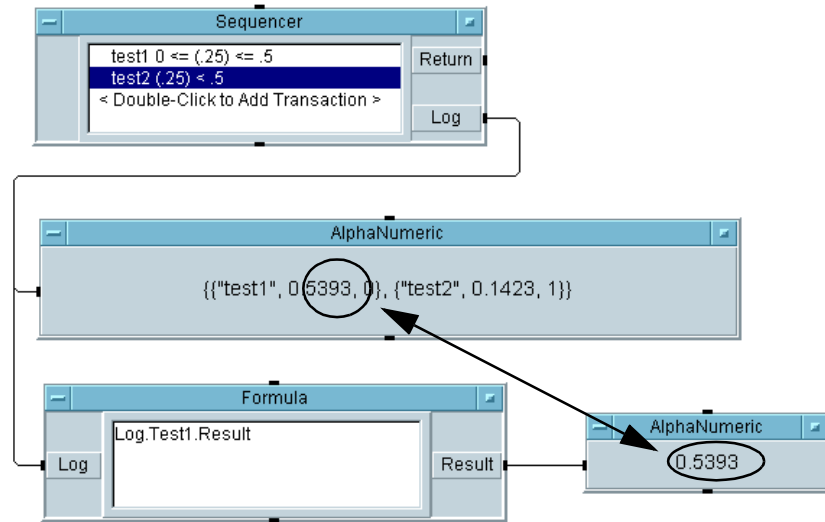 Sequencer
test1 0 <= (.25) <= .5
test2 (.25) < .5
< Double-Click to Add Transaction >
Return
Log
AlphaNumeric
{{"test1", 0.5393, 0}, {"test2", 0.1423, 1}}
Formula
Log
Log.Test1.Result
Result
AlphaNumeric
0.5393